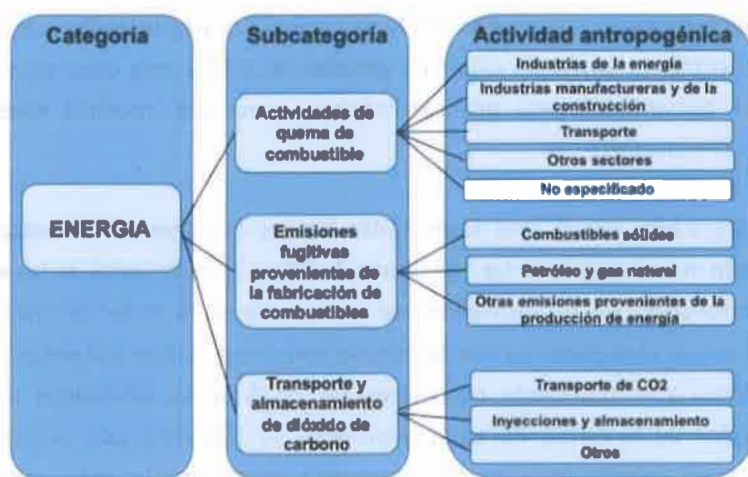 Categoría
Subcategoría
Actividad antropogénica
ENERGIA
Actividades de
quema de
combustible
Industrias de la energía
Industrias manufactureras y de la
construcción
Transporte
Otros sectores
No especificado
Emisiones
fugitivas
provenientes de
la fabricación de
combustibles
Combustibles sólidos
Petróleo y gas natural
Otras emisiones provenientes de la
producción de energía
Transporte y
almacenamiento
de dióxido de
carbono
Transporte de CO2
Inyecciones y almacenamiento
Otros